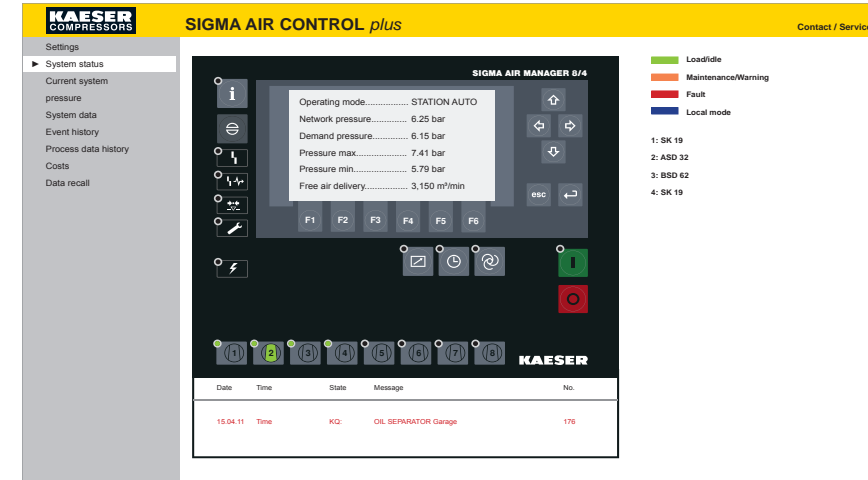 KAESER
COMPRESSORS
SIGMA AIR CONTROL plus
Contact / Service
Settings
System status
Current system
pressure
System data
Event history
Process data history
Costs
Data recall
SIGMA AIR MANAGER 8/4
i
Operating mode................ STATION AUTO
Network pressure............. 6.25 bar
Demand pressure............. 6.15 bar
Pressure max................... 7.41 bar
Pressure min.................... 5.79 bar
Free air delivery................ 3,150 m³/min
esc
F1 F2 F3 F4 F5 F6
I
O
1 2 3 4 5 6 7 8
KAESER
Date Time State Message No.
15.04.11 Time KQ: OIL SEPARATOR Garage 176
Load/idle
Maintenance/Warning
Fault
Local mode
1: SK 19
2: ASD 32
3: BSD 62
4: SK 19